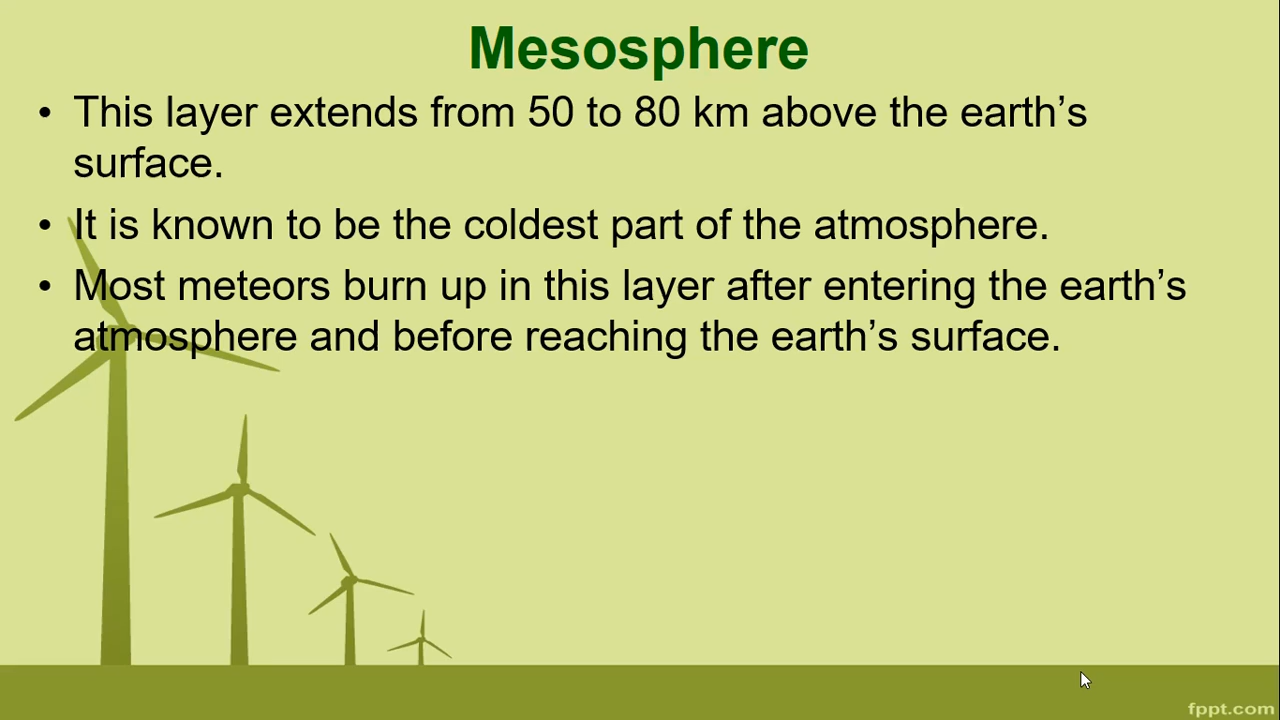 Mesosphere
• This layer extends from 50 to 80 km above the earth’s
surface.
• It is known to be the coldest part of the atmosphere.
• Most meteors burn up in this layer after entering the earth’s
atmosphere and before reaching the earth’s surface.
fppt.com